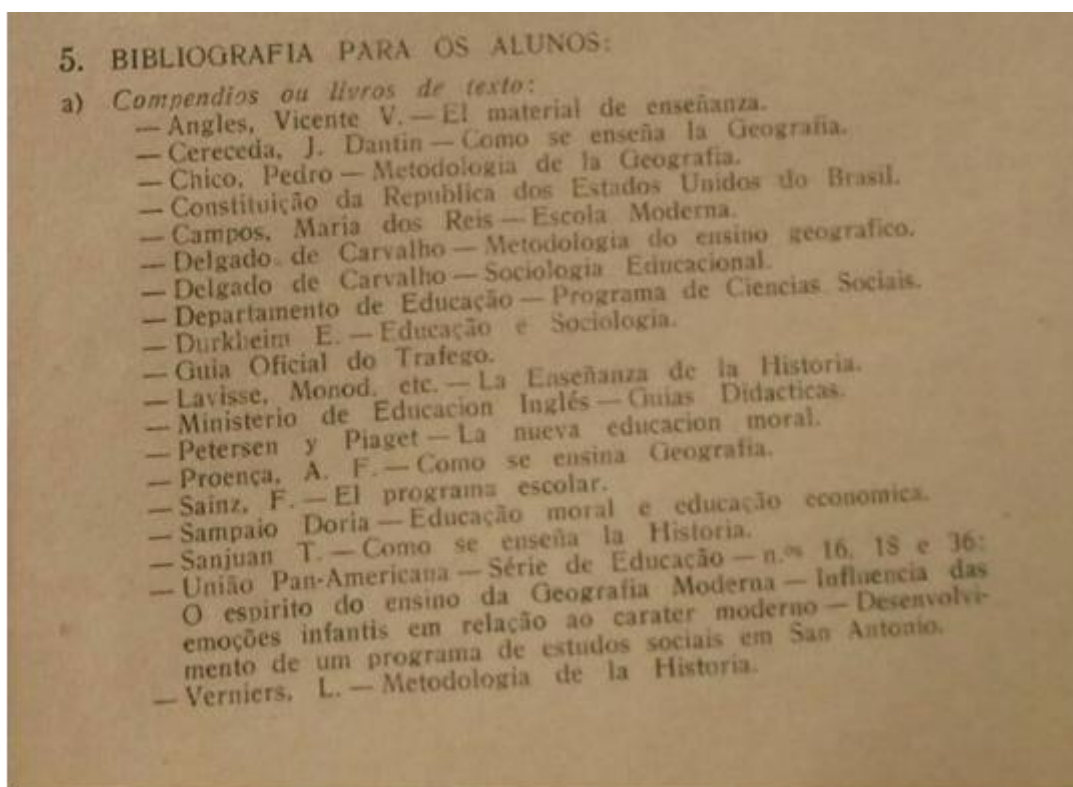 5. BIBLIOGRAFIA PARA OS ALUNOS:
a) Compendios ou livros de texto:
— Angles, Vicente V. — El material de enseñanza.
— Cereceda, J. Dantin — Como se enseña la Geografia.
— Chico, Pedro — Metodologia de la Geografia.
— Constituição da Republica dos Estados Unidos do Brasil.
— Campos, Maria dos Reis — Escola Moderna.
— Delgado de Carvalho — Metodologia do ensino geografico.
— Delgado de Carvalho — Sociologia Educacional.
— Departamento de Educação — Programa de Ciencias Sociais.
— Durkheim E. — Educação e Sociologia.
— Guia Oficial do Trafego.
— Lavisse, Monod, etc. — La Enseñanza de la Historia.
— Ministerio de Educacion Inglés — Guias Didacticas.
— Petersen y Piaget — La nueva educacion moral.
— Proença, A. F. — Como se ensina Geografia.
— Sainz, F. — El programa escolar.
— Sampaio Doria — Educação moral e educação economica.
— Sanjuan T. — Como se enseña la Historia.
— União Pan-Americana — Série de Educação — n.os 16, 18 e 36:
O espirito do ensino da Geografia Moderna — Influencia das
emoções infantis em relação ao carater moderno — Desenvolvi-
mento de um programa de estudos sociais em San Antonio.
— Verniers, L. — Metodologia de la Historia.